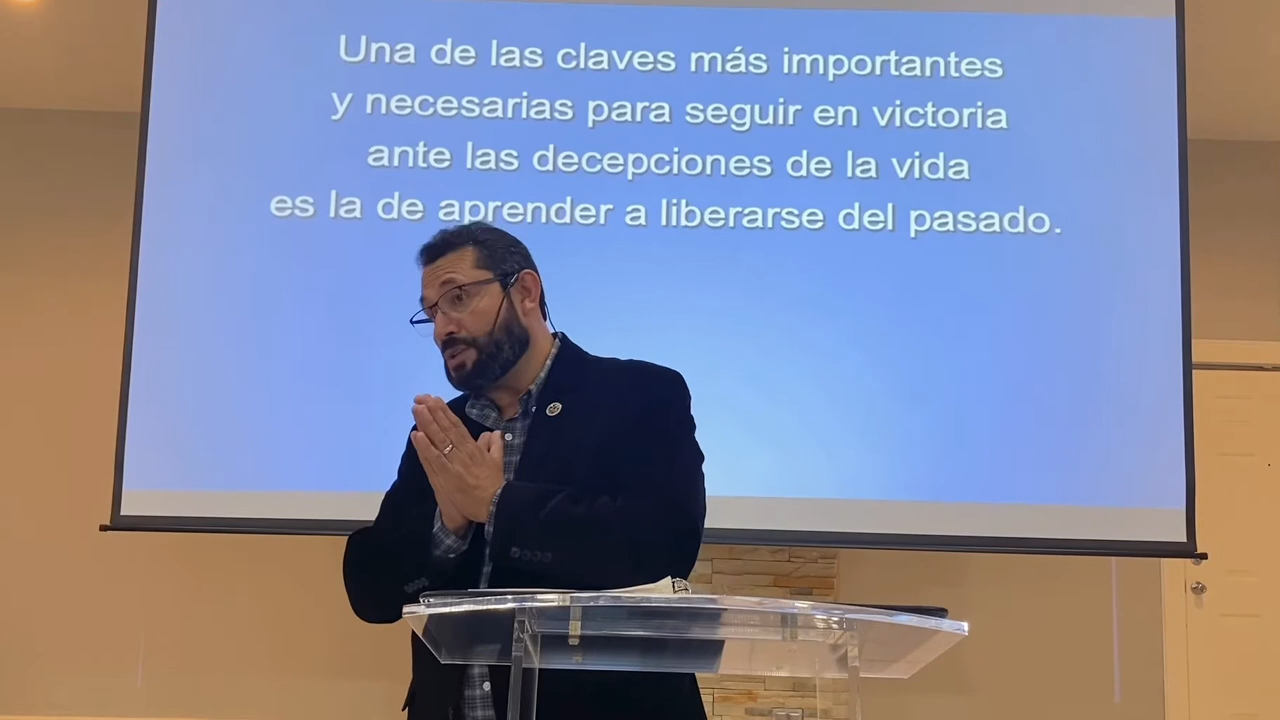 Una de las claves más importantes
y necesarias para seguir en victoria
ante las decepciones de la vida
es la de aprender a liberarse del pasado.